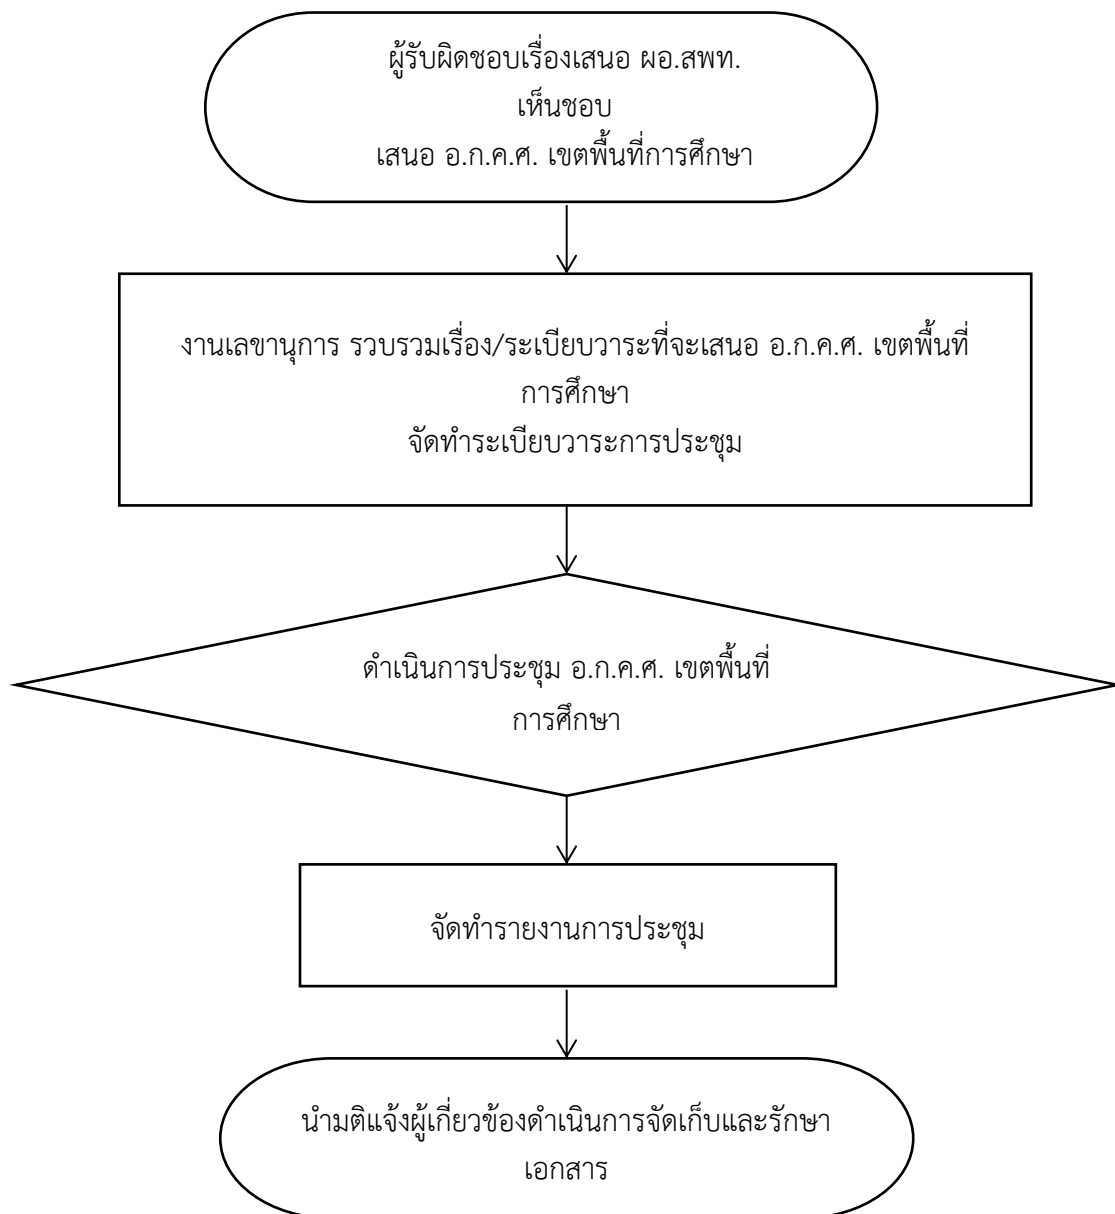 ผู้รับผิดชอบเรื่องเสนอ ผอ.สพท.
เห็นชอบ
เสนอ อ.ก.ค.ศ. เขตพื้นที่การศึกษา
งานเลขานุการ รวบรวมเรื่อง/ระเบียบวาระที่จะเสนอ อ.ก.ค.ศ. เขตพื้นที่
การศึกษา
จัดทำระเบียบวาระการประชุม
ดำเนินการประชุม อ.ก.ค.ศ. เขตพื้นที่
การศึกษา
จัดทำรายงานการประชุม
นำมติแจ้งผู้เกี่ยวข้องดำเนินการจัดเก็บและรักษา
เอกสาร